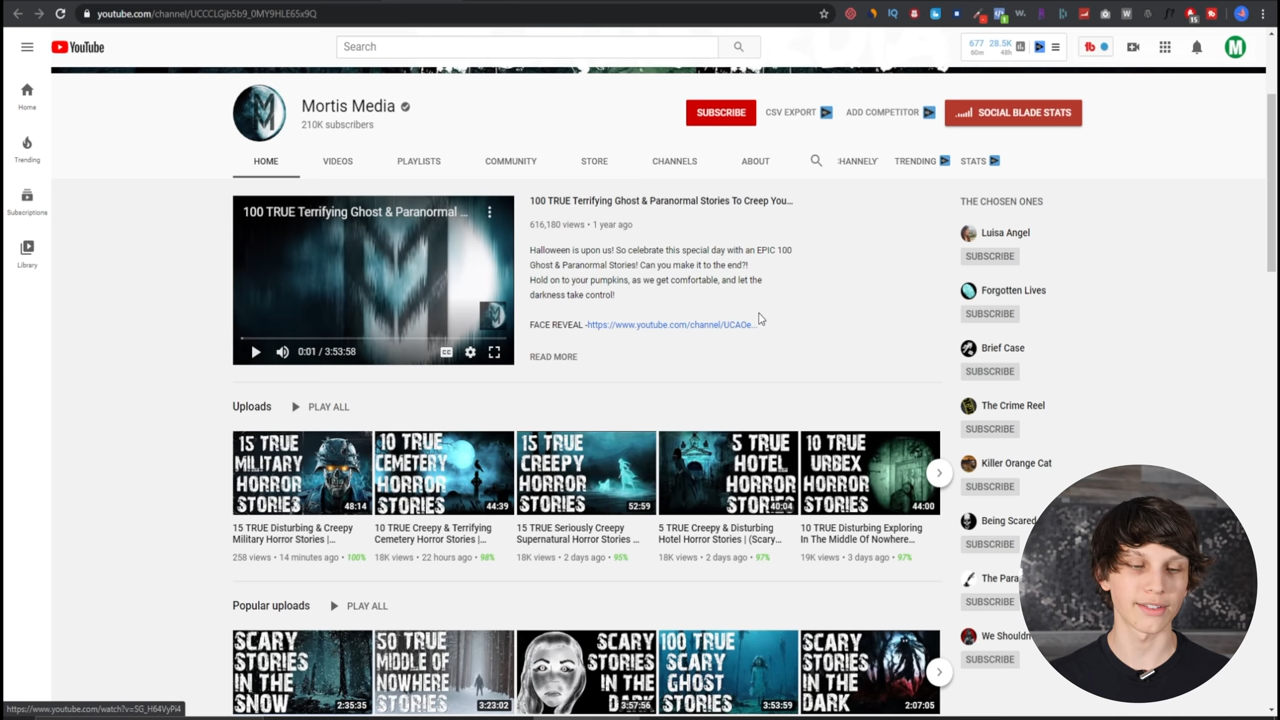 youtube.com/channel/UCCCLGjb5b9_0MY9HLE65x9Q
YouTube
Search
677 28.5K
60m 48h
tb
M
Home
Trending
Subscriptions
Library
Mortis Media
210K subscribers
SUBSCRIBE
CSV EXPORT
ADD COMPETITOR
SOCIAL BLADE STATS
HOME
VIDEOS
PLAYLISTS
COMMUNITY
STORE
CHANNELS
ABOUT
:HANNELY
TRENDING
STATS
100 TRUE Terrifying Ghost & Paranormal ...
0:01 / 3:53:58
100 TRUE Terrifying Ghost & Paranormal Stories To Creep You...
616,180 views • 1 year ago
Halloween is upon us! So celebrate this special day with an EPIC 100
Ghost & Paranormal Stories! Can you make it to the end?!
Hold on to your pumpkins, as we get comfortable, and let the
darkness take control!
FACE REVEAL -https://www.youtube.com/channel/UCAOe...
READ MORE
THE CHOSEN ONES
Luisa Angel
SUBSCRIBE
Forgotten Lives
SUBSCRIBE
Brief Case
SUBSCRIBE
The Crime Reel
SUBSCRIBE
Killer Orange Cat
SUBSCRIBE
Being Scared
SUBSCRIBE
The Para
SUBSCRIBE
We Shouldn
SUBSCRIBE
Uploads
PLAY ALL
15 TRUE
MILITARY
HORROR
STORIES
48:14
10 TRUE
CEMETERY
HORROR
STORIES
44:39
15 TRUE
CREEPY
HORROR
STORIES
52:59
5 TRUE
HOTEL
HORROR
STORIES
40:04
10 TRUE
URBEX
HORROR
STORIES
44:00
15 TRUE Disturbing & Creepy
Military Horror Stories |...
258 views • 14 minutes ago • 100%
10 TRUE Creepy & Terrifying
Cemetery Horror Stories |...
18K views • 22 hours ago • 98%
15 TRUE Seriously Creepy
Supernatural Horror Stories ...
18K views • 2 days ago • 95%
5 TRUE Creepy & Disturbing
Hotel Horror Stories | (Scary...
18K views • 2 days ago • 97%
10 TRUE Disturbing Exploring
In The Middle Of Nowhere...
19K views • 3 days ago • 97%
Popular uploads
PLAY ALL
SCARY
STORIES
IN THE
SNOW
2:35:35
50 TRUE
MIDDLE OF
NOWHERE
STORIES
3:23:02
SCARY
STORIES
IN THE
DARK
3:57:56
100 TRUE
SCARY
GHOST
STORIES
3:53:59
SCARY
STORIES
IN THE
DARK
2:07:05
https://www.youtube.com/watch?v=SG_H64VyPi4